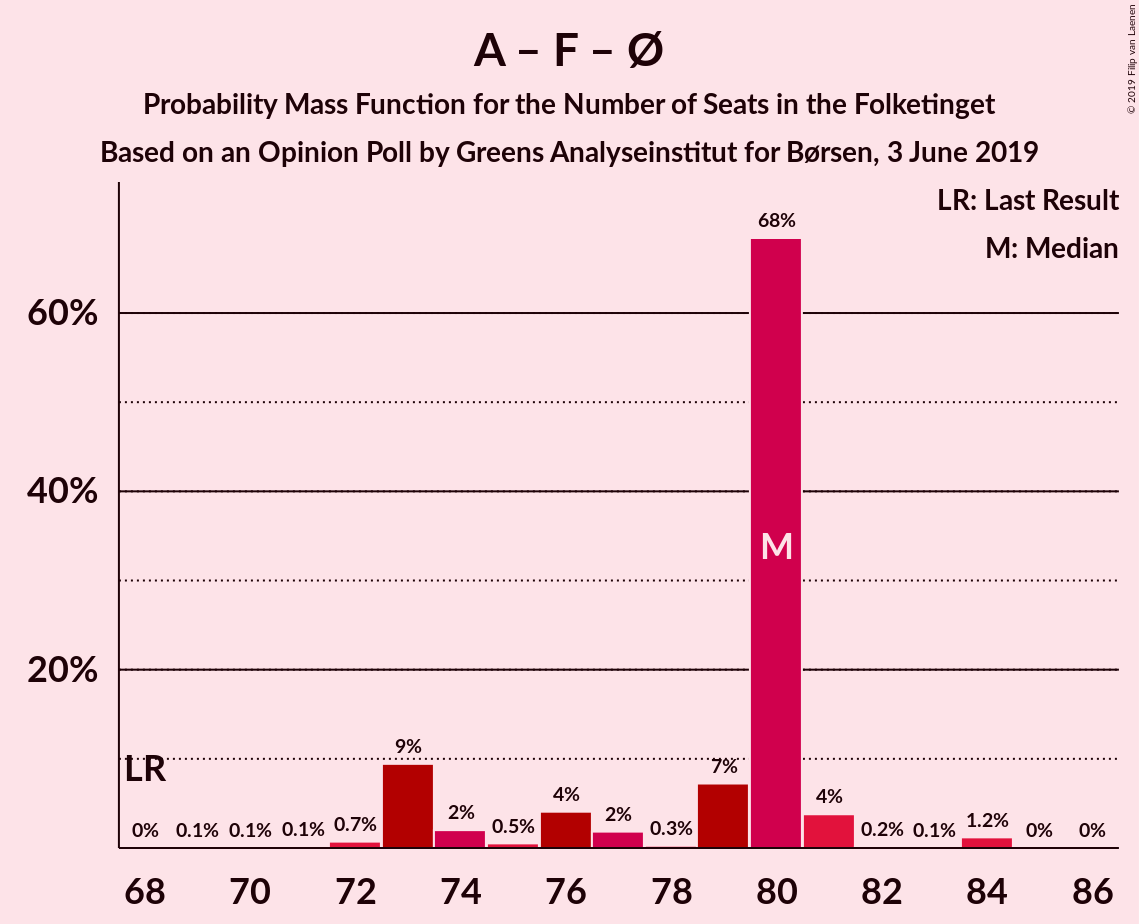 A – F – Ø
Probability Mass Function for the Number of Seats in the Folketinget
Based on an Opinion Poll by Greens Analyseinstitut for Børsen, 3 June 2019
© 2019 Filip van Laenen
LR: Last Result
M: Median
68%
60%
M
40%
20%
LR
0%
0.1%
0.1%
0.1%
0.7%
9%
2%
0.5%
4%
2%
0.3%
7%
4%
0.2%
0.1%
1.2%
0%
0%
68 70 72 74 76 78 80 82 84 86